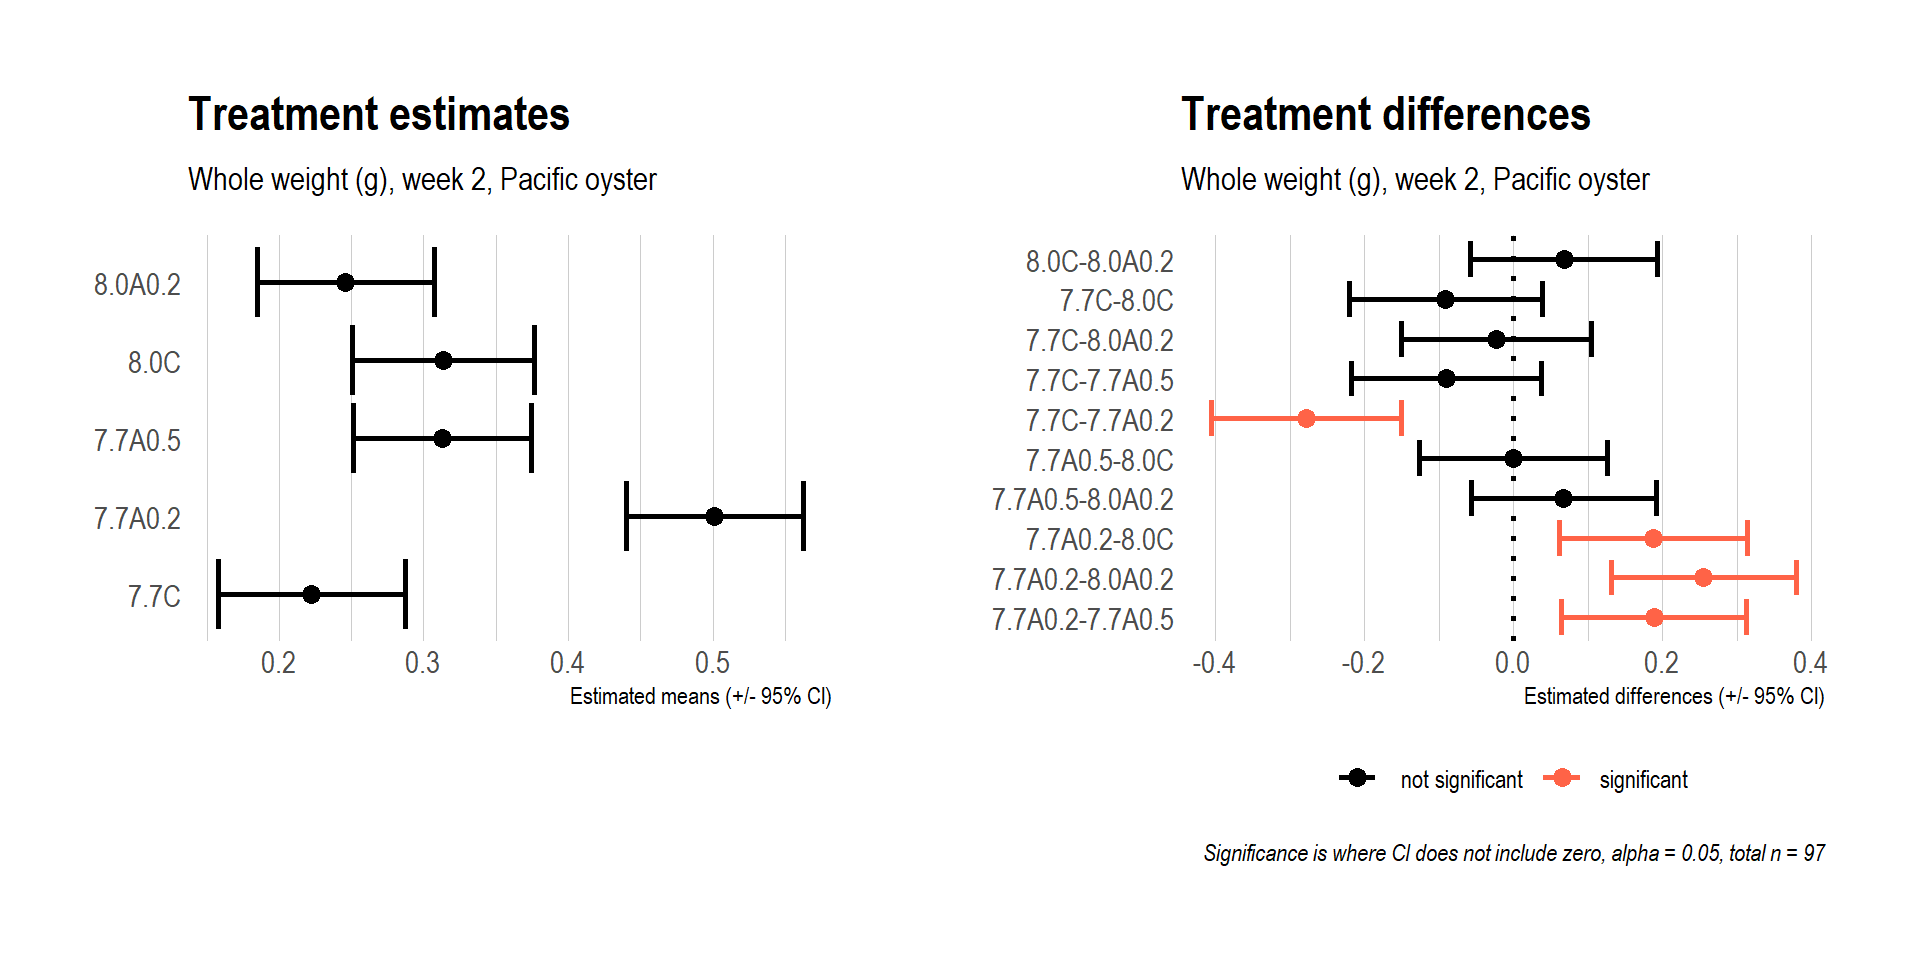 Treatment estimates
Whole weight (g), week 2, Pacific oyster
8.0A0.2
8.0C
7.7A0.5
7.7A0.2
7.7C
0.2 0.3 0.4 0.5
Estimated means (+/- 95% CI)
Treatment differences
Whole weight (g), week 2, Pacific oyster
8.0C-8.0A0.2
7.7C-8.0C
7.7C-8.0A0.2
7.7C-7.7A0.5
7.7C-7.7A0.2
7.7A0.5-8.0C
7.7A0.5-8.0A0.2
7.7A0.2-8.0C
7.7A0.2-8.0A0.2
7.7A0.2-7.7A0.5
-0.4 -0.2 0.0 0.2 0.4
Estimated differences (+/- 95% CI)
not significant significant
Significance is where CI does not include zero, alpha = 0.05, total n = 97